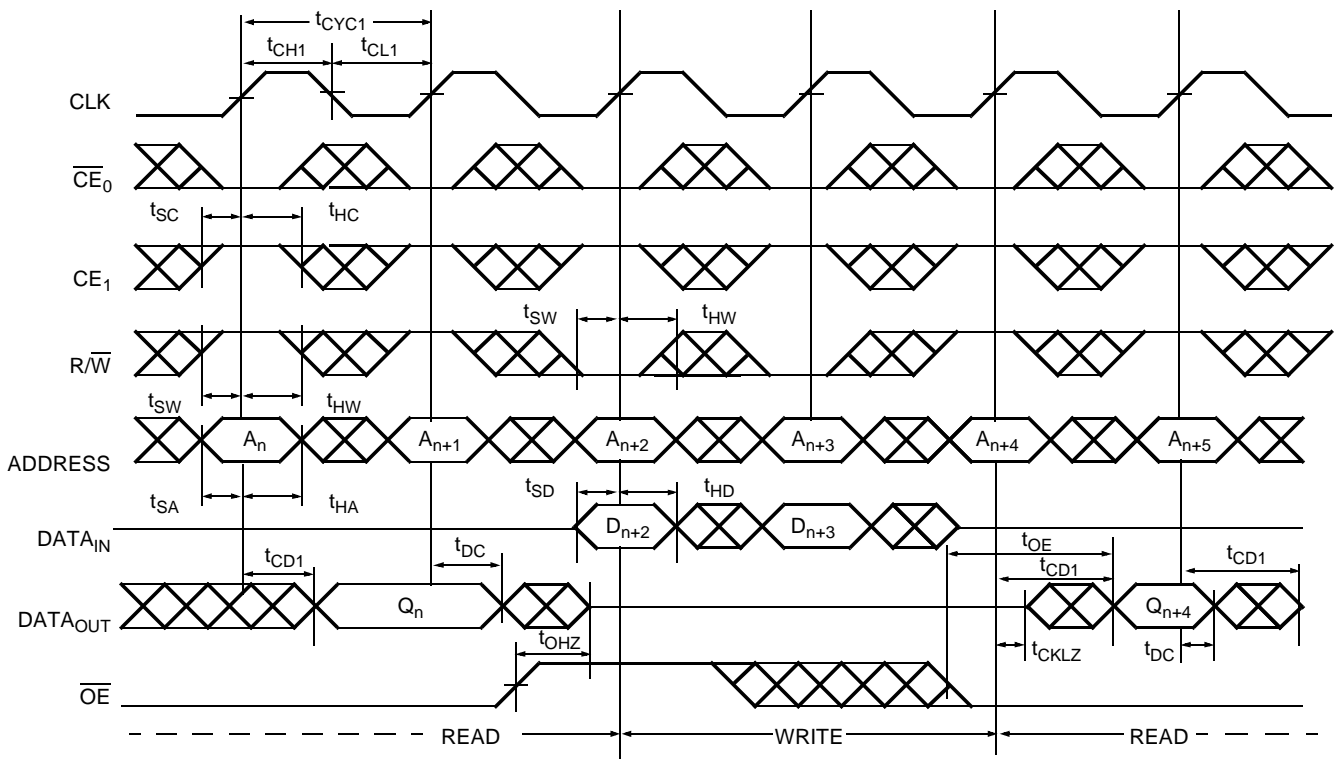 tCYC1
tCH1 tCL1
CLK
CE0
tSC tHC
CE1
tSW tHW
R/W
tSW tHW
An An+1 An+2 An+3 An+4 An+5
ADDRESS
tSA tHA tSD tHD
Dn+2 Dn+3
DATAIN
tOE
tCD1 tDC tCD1 tCD1
Qn Qn+4
DATAOUT
tOHZ tCKLZ tDC
OE
READ WRITE READ